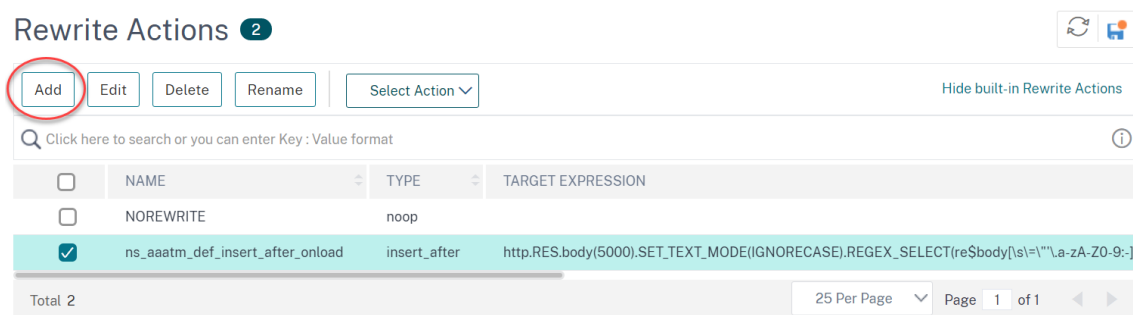 Rewrite Actions 2
Add Edit Delete Rename Select Action Hide built-in Rewrite Actions
Click here to search or you can enter Key : Value format
NAME TYPE TARGET EXPRESSION
NOREWRITE noop
ns_aaatm_def_insert_after_onload insert_after http.RES.body(5000).SET_TEXT_MODE(IGNORECASE).REGEX_SELECT(re$body[\s\=\"'\.a-zA-Z0-9:-]
Total 2 25 Per Page Page 1 of 1